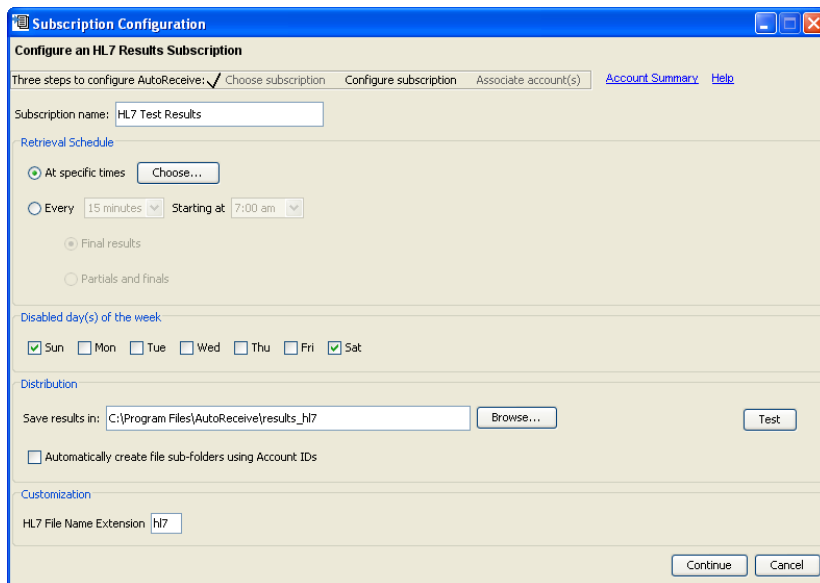 Subscription Configuration
Configure an HL7 Results Subscription
Three steps to configure AutoReceive: Choose subscription Configure subscription Associate account(s) Account Summary Help
Subscription name: HL7 Test Results
Retrieval Schedule
At specific times Choose...
Every 15 minutes Starting at 7:00 am
Final results
Partials and finals
Disabled day(s) of the week
Sun Mon Tue Wed Thu Fri Sat
Distribution
Save results in: C:\Program Files\AutoReceive\results_hl7 Browse... Test
Automatically create file sub-folders using Account IDs
Customization
HL7 File Name Extension hl7
Continue Cancel